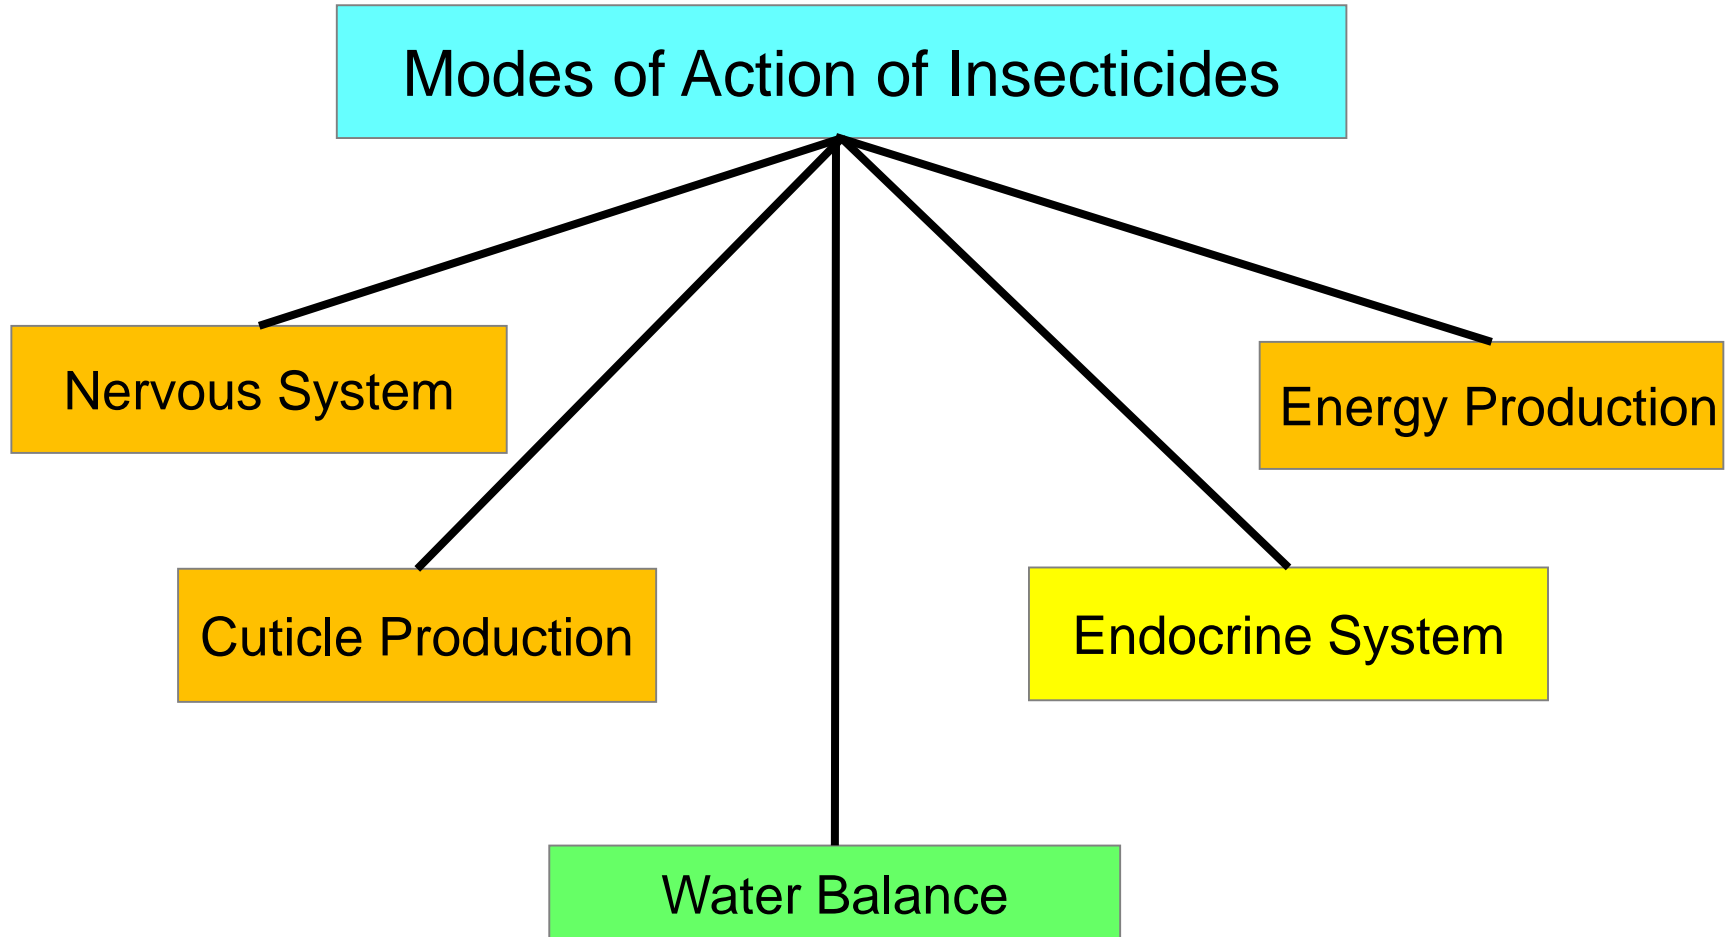 Modes of Action of Insecticides
Nervous System
Energy Production
Cuticle Production
Endocrine System
Water Balance